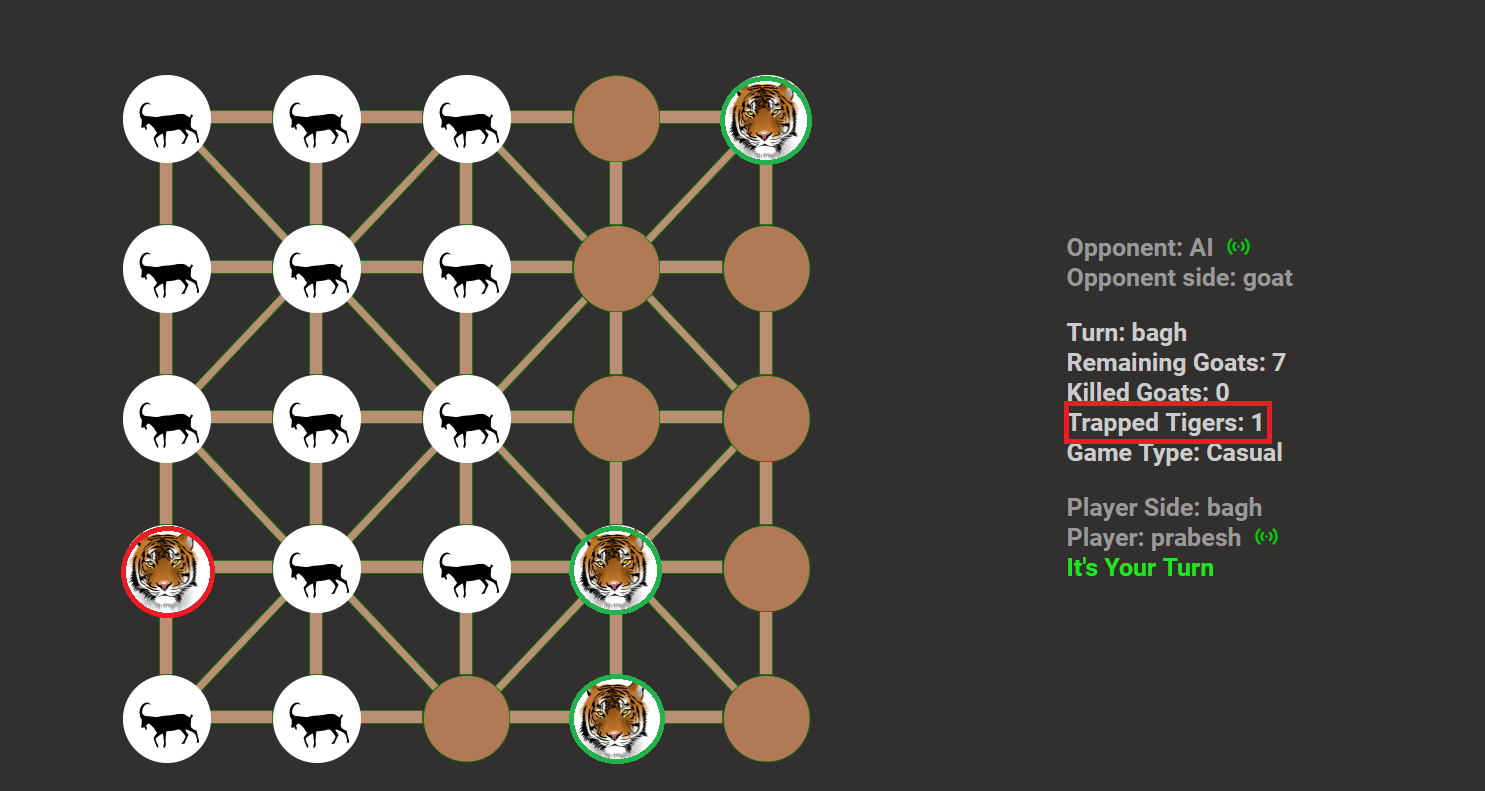 Opponent: AI
Opponent side: goat
Turn: bagh
Remaining Goats: 7
Killed Goats: 0
Trapped Tigers: 1
Game Type: Casual
Player Side: bagh
Player: prabesh
It's Your Turn